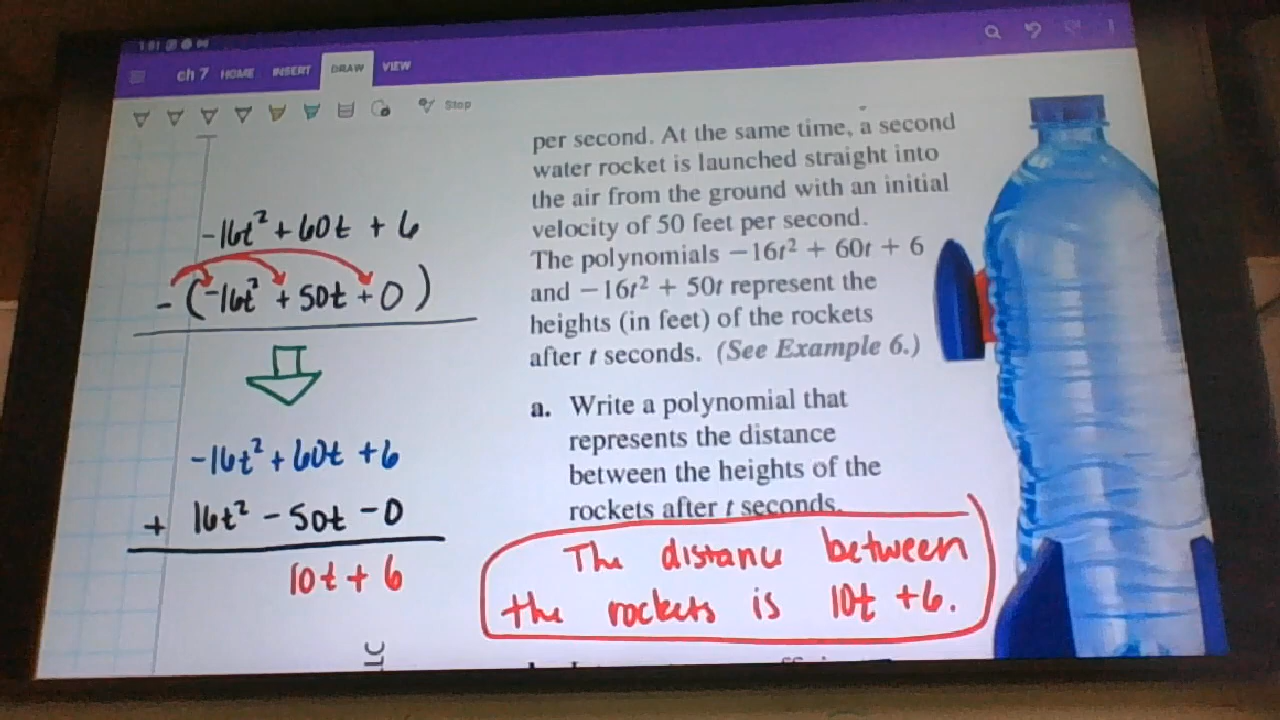 ch 7 HOME INSERT DRAW VIEW
Stop
-16t² + 60t + 6
-(-16t² + 50t + 0)
-16t² + 60t + 6
+ 16t² - 50t - 0
10t + 6
per second. At the same time, a second
water rocket is launched straight into
the air from the ground with an initial
velocity of 50 feet per second.
The polynomials −16t² + 60t + 6
and −16t² + 50t represent the
heights (in feet) of the rockets
after t seconds. (See Example 6.)
a. Write a polynomial that
represents the distance
between the heights of the
rockets after t seconds.
The distance between
the rockets is 10t + 6.